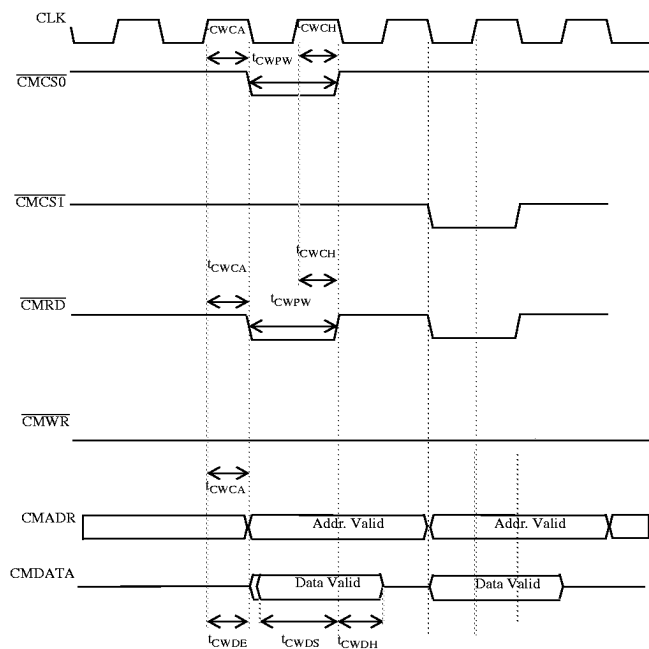 CLK
tCWCA
tCWCH
tCWPW
CMCS0
CMCS1
tCWCH
tCWCA
tCWPW
CMRD
CMWR
tCWCA
CMADR
Addr. Valid
Addr. Valid
CMDATA
Data Valid
Data Valid
tCWDE
tCWDS
tCWDH